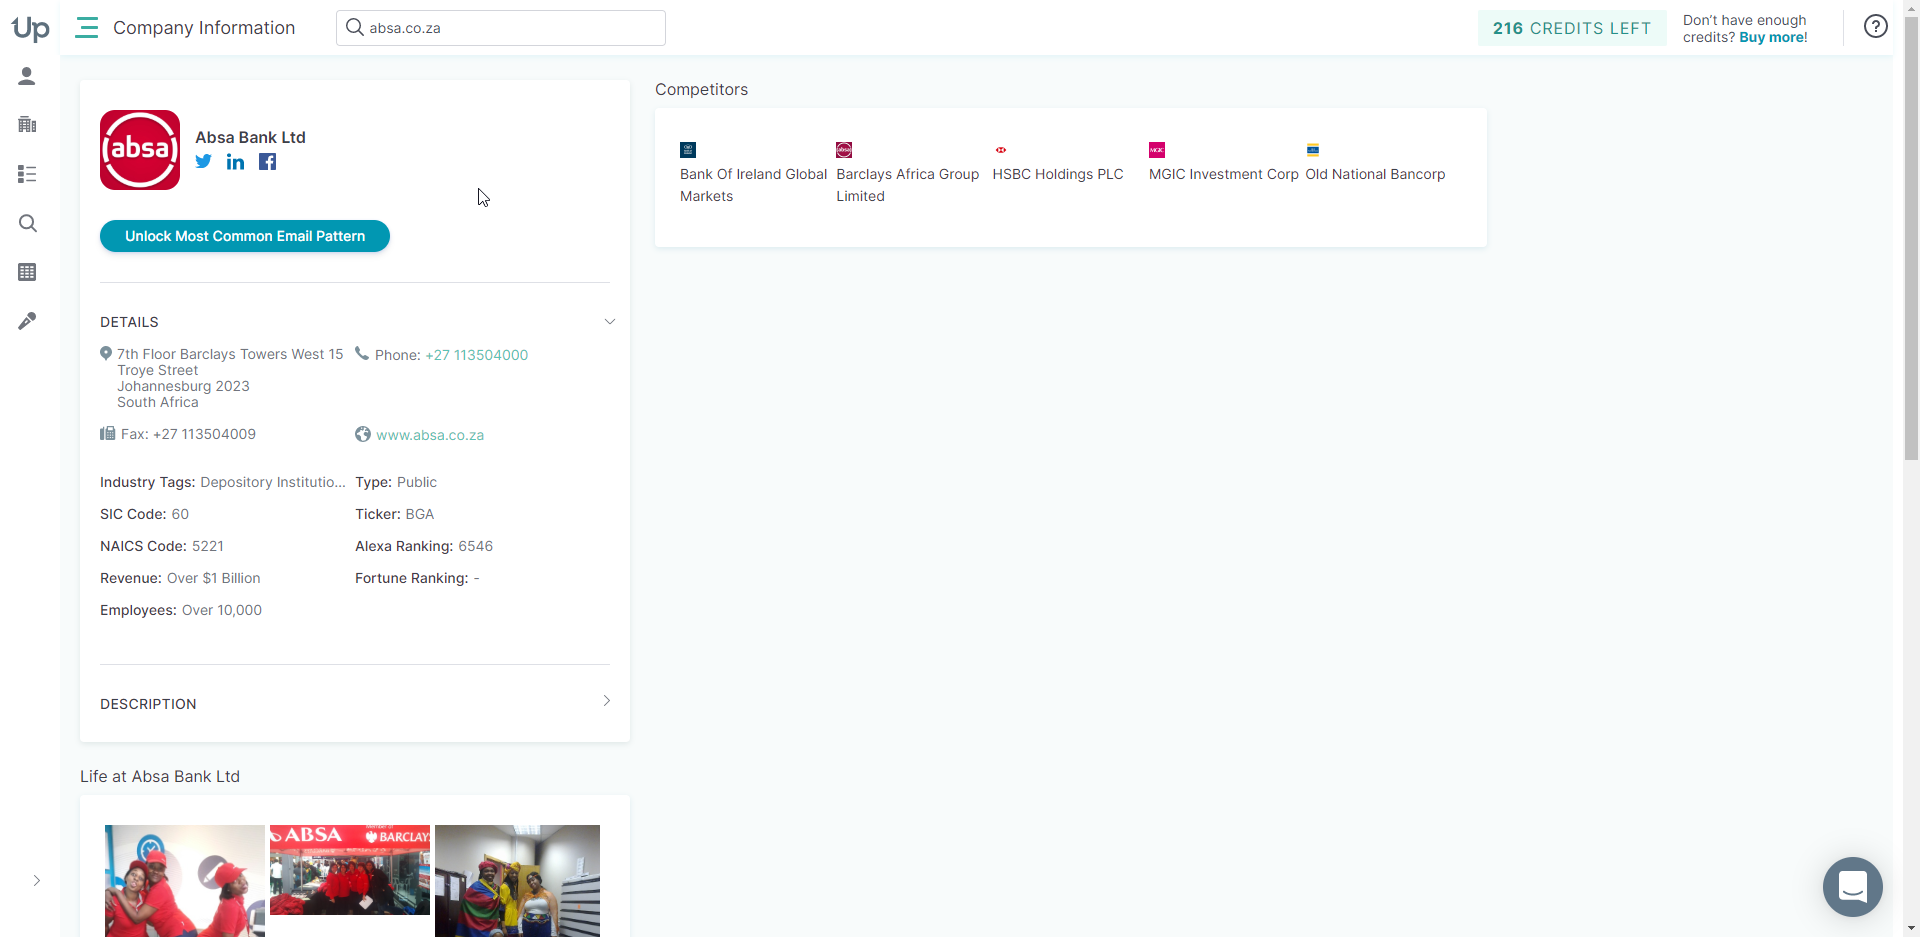 Up
Company Information
absa.co.za
216 CREDITS LEFT
Don't have enough
credits? Buy more!
absa
Absa Bank Ltd
Unlock Most Common Email Pattern
DETAILS
7th Floor Barclays Towers West 15
Troye Street
Johannesburg 2023
South Africa
Phone: +27 113504000
Fax: +27 113504009
www.absa.co.za
Industry Tags: Depository Institutio...
Type: Public
SIC Code: 60
Ticker: BGA
NAICS Code: 5221
Alexa Ranking: 6546
Revenue: Over $1 Billion
Fortune Ranking: -
Employees: Over 10,000
DESCRIPTION
Life at Absa Bank Ltd
ABSA
BARCLAYS
Competitors
Bank Of Ireland Global
Markets
absa
Barclays Africa Group
Limited
HSBC Holdings PLC
MGIC
MGIC Investment Corp
Old National Bancorp